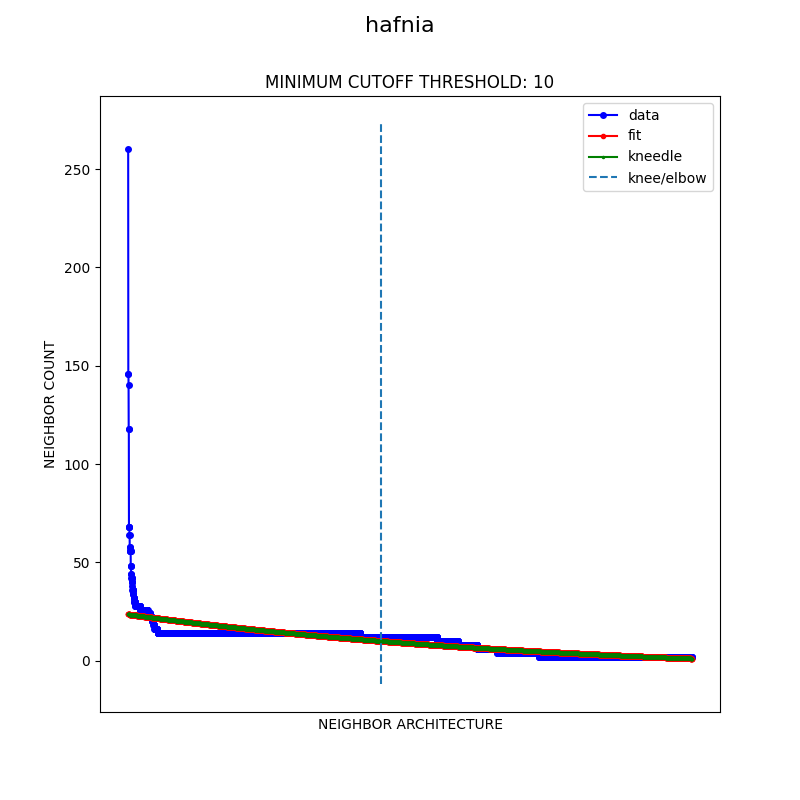 hafnia
MINIMUM CUTOFF THRESHOLD: 10
data
fit
kneedle
knee/elbow
NEIGHBOR COUNT
250
200
150
100
50
0
NEIGHBOR ARCHITECTURE